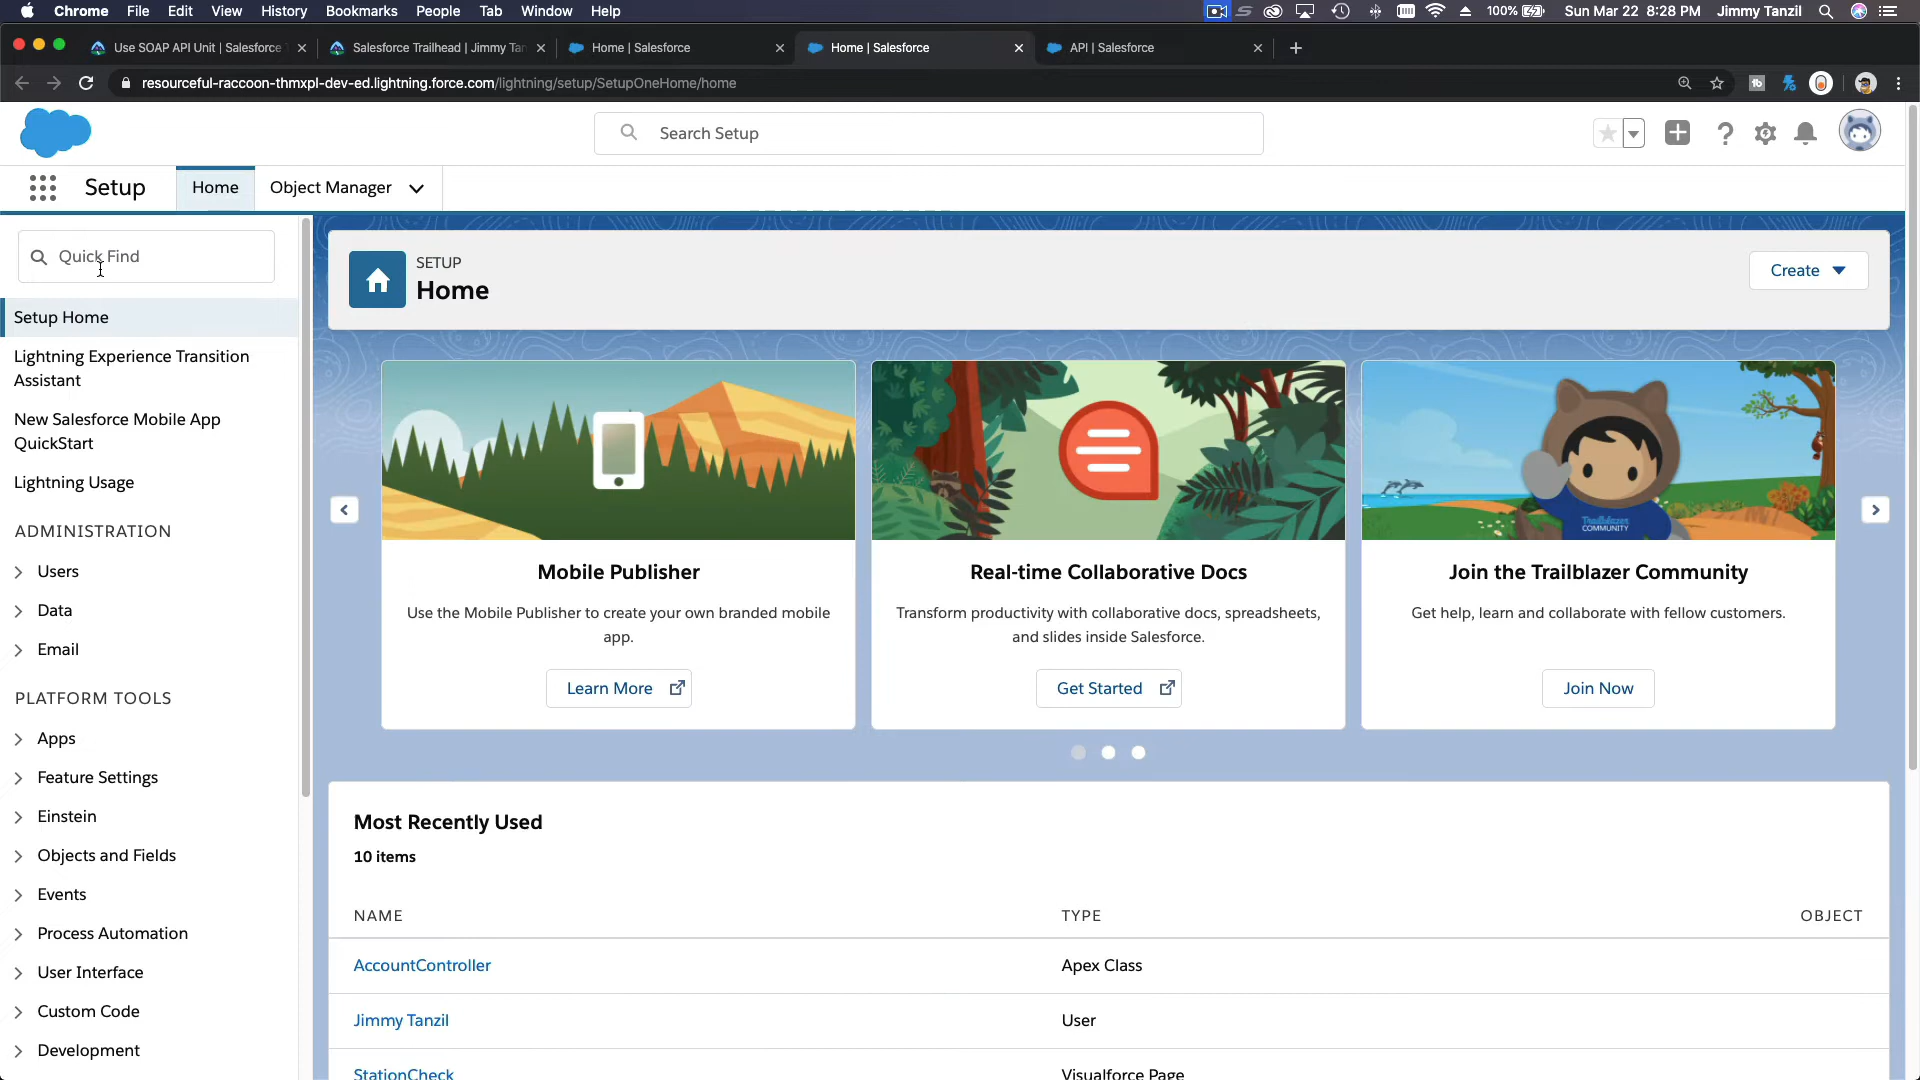 Chrome File Edit View History Bookmarks People Tab Window Help 100% Sun Mar 22 8:28 PM Jimmy Tanzil
Use SOAP API Unit | Salesforce Salesforce Trailhead | Jimmy Tan Home | Salesforce Home | Salesforce API | Salesforce
resourceful-raccoon-thmxpl-dev-ed.lightning.force.com/lightning/setup/SetupOneHome/home
Search Setup
Setup Home Object Manager
Quick Find
Setup Home
Lightning Experience Transition
Assistant
New Salesforce Mobile App
QuickStart
Lightning Usage
ADMINISTRATION
Users
Data
Email
PLATFORM TOOLS
Apps
Feature Settings
Einstein
Objects and Fields
Events
Process Automation
User Interface
Custom Code
Development
SETUP
Home
Create
TRAILBLAZER
COMMUNITY
Mobile Publisher
Use the Mobile Publisher to create your own branded mobile
app.
Learn More
Real-time Collaborative Docs
Transform productivity with collaborative docs, spreadsheets,
and slides inside Salesforce.
Get Started
Join the Trailblazer Community
Get help, learn and collaborate with fellow customers.
Join Now
Most Recently Used
10 items
NAME TYPE OBJECT
AccountController Apex Class
Jimmy Tanzil User
StationCheck Visualforce Page